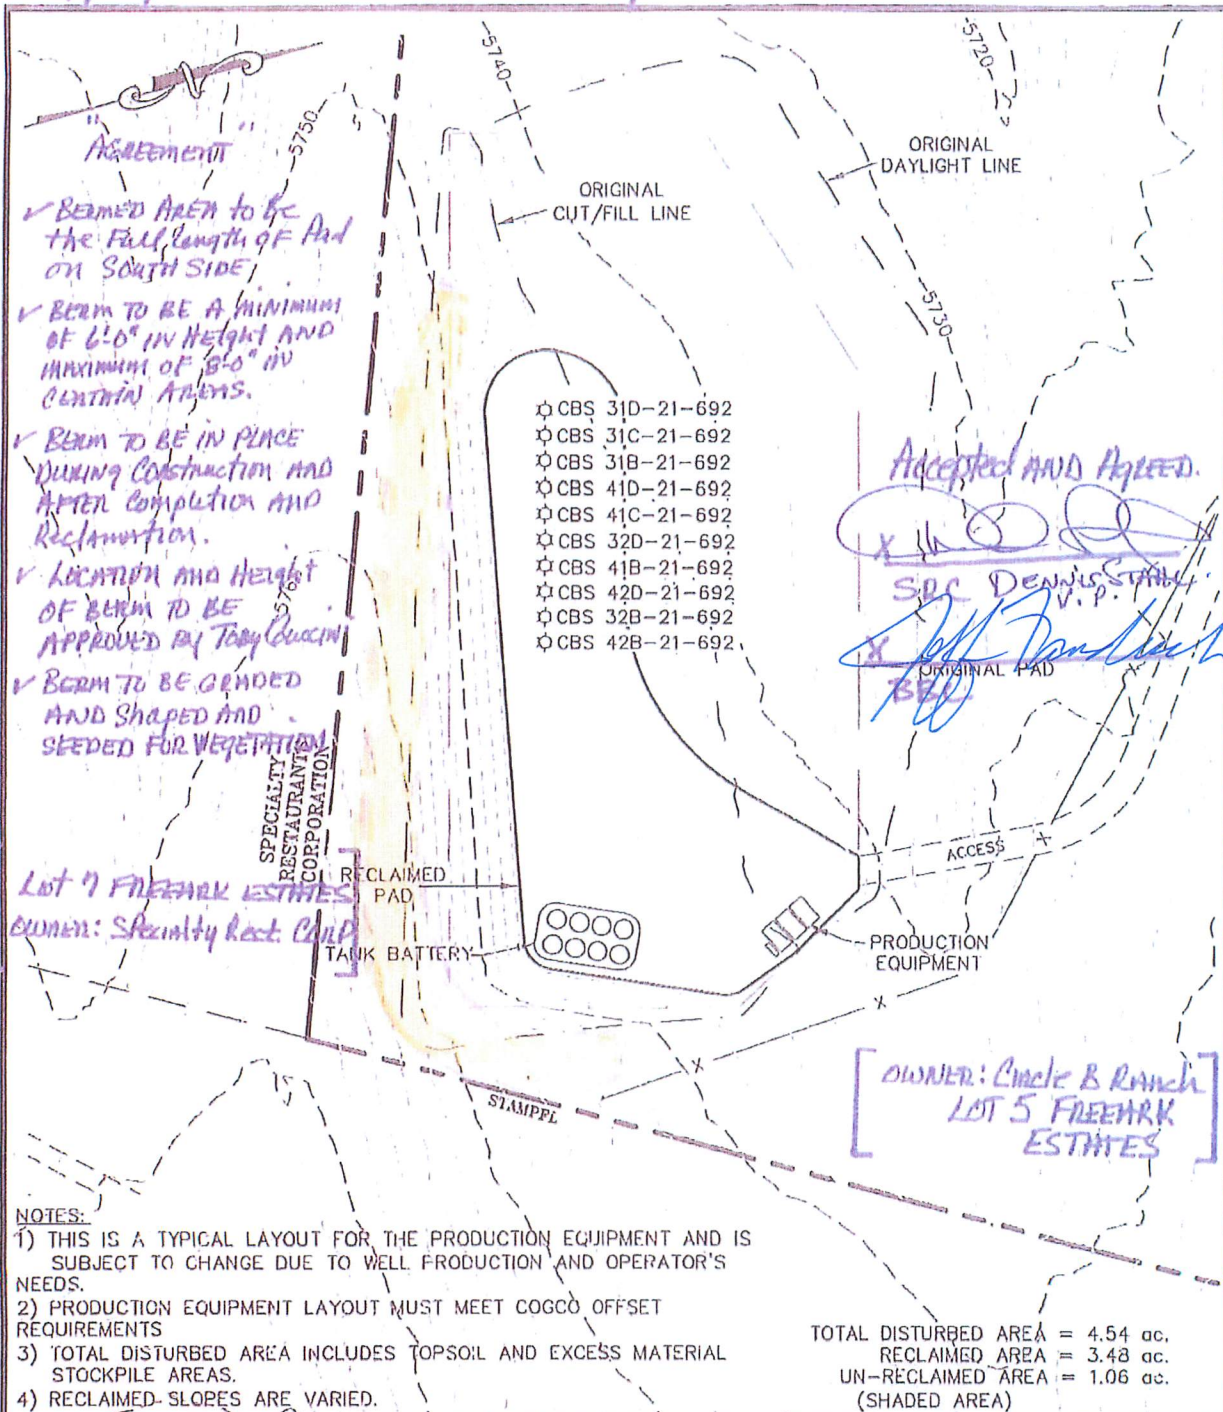 N
5740
5720
5750
"AGREEMENT"
ORIGINAL
DAYLIGHT LINE
ORIGINAL
CUT/FILL LINE
✓ BERMED AREA to Be
the Full length OF Pad
on SOUTH SIDE
✓ BERM TO BE A MINIMUM
OF 6'-0" IN HEIGHT AND
MAXIMUM OF 8'-0" IN
CERTAIN AREAS.
5730
✓ BERM TO BE IN PLACE
DURING CONSTRUCTION AND
AFTER COMPLETION AND
Reclamation.
✓ LOCATION AND HEIGHT
OF BERM TO BE
APPROVED BY Toby
✓ BERM TO BE GRADED
AND SHAPED AND
SEEDED FOR VEGETATION
5760
CBS 31D-21-692
CBS 31C-21-692
CBS 31B-21-692
CBS 41D-21-692
CBS 41C-21-692
CBS 32D-21-692
CBS 41B-21-692
CBS 42D-21-692
CBS 32B-21-692
CBS 42B-21-692
Accepted AND AgREED.
X
SRC DENNIS STAHL
V.P.
X
ORIGINAL PAD
BBC
SPECIALTY
RESTAURANTS
CORPORATION
ACCESS
Lot 7 FREEHARK ESTATES
OWNER: Specialty Rest. CORP
RECLAIMED
PAD
TANK BATTERY
PRODUCTION
EQUIPMENT
STAMPFL
OWNER: Circle B RANCH
LOT 5 FREEHARK
ESTATES
NOTES:
1) THIS IS A TYPICAL LAYOUT FOR THE PRODUCTION EQUIPMENT AND IS
SUBJECT TO CHANGE DUE TO WELL PRODUCTION AND OPERATOR'S
NEEDS.
2) PRODUCTION EQUIPMENT LAYOUT MUST MEET COGCO OFFSET
REQUIREMENTS
3) TOTAL DISTURBED AREA INCLUDES TOPSOIL AND EXCESS MATERIAL
STOCKPILE AREAS.
4) RECLAIMED SLOPES ARE VARIED.
TOTAL DISTURBED AREA = 4.54 ac.
RECLAIMED AREA = 3.48 ac.
UN-RECLAIMED AREA = 1.06 ac.
(SHADED AREA)